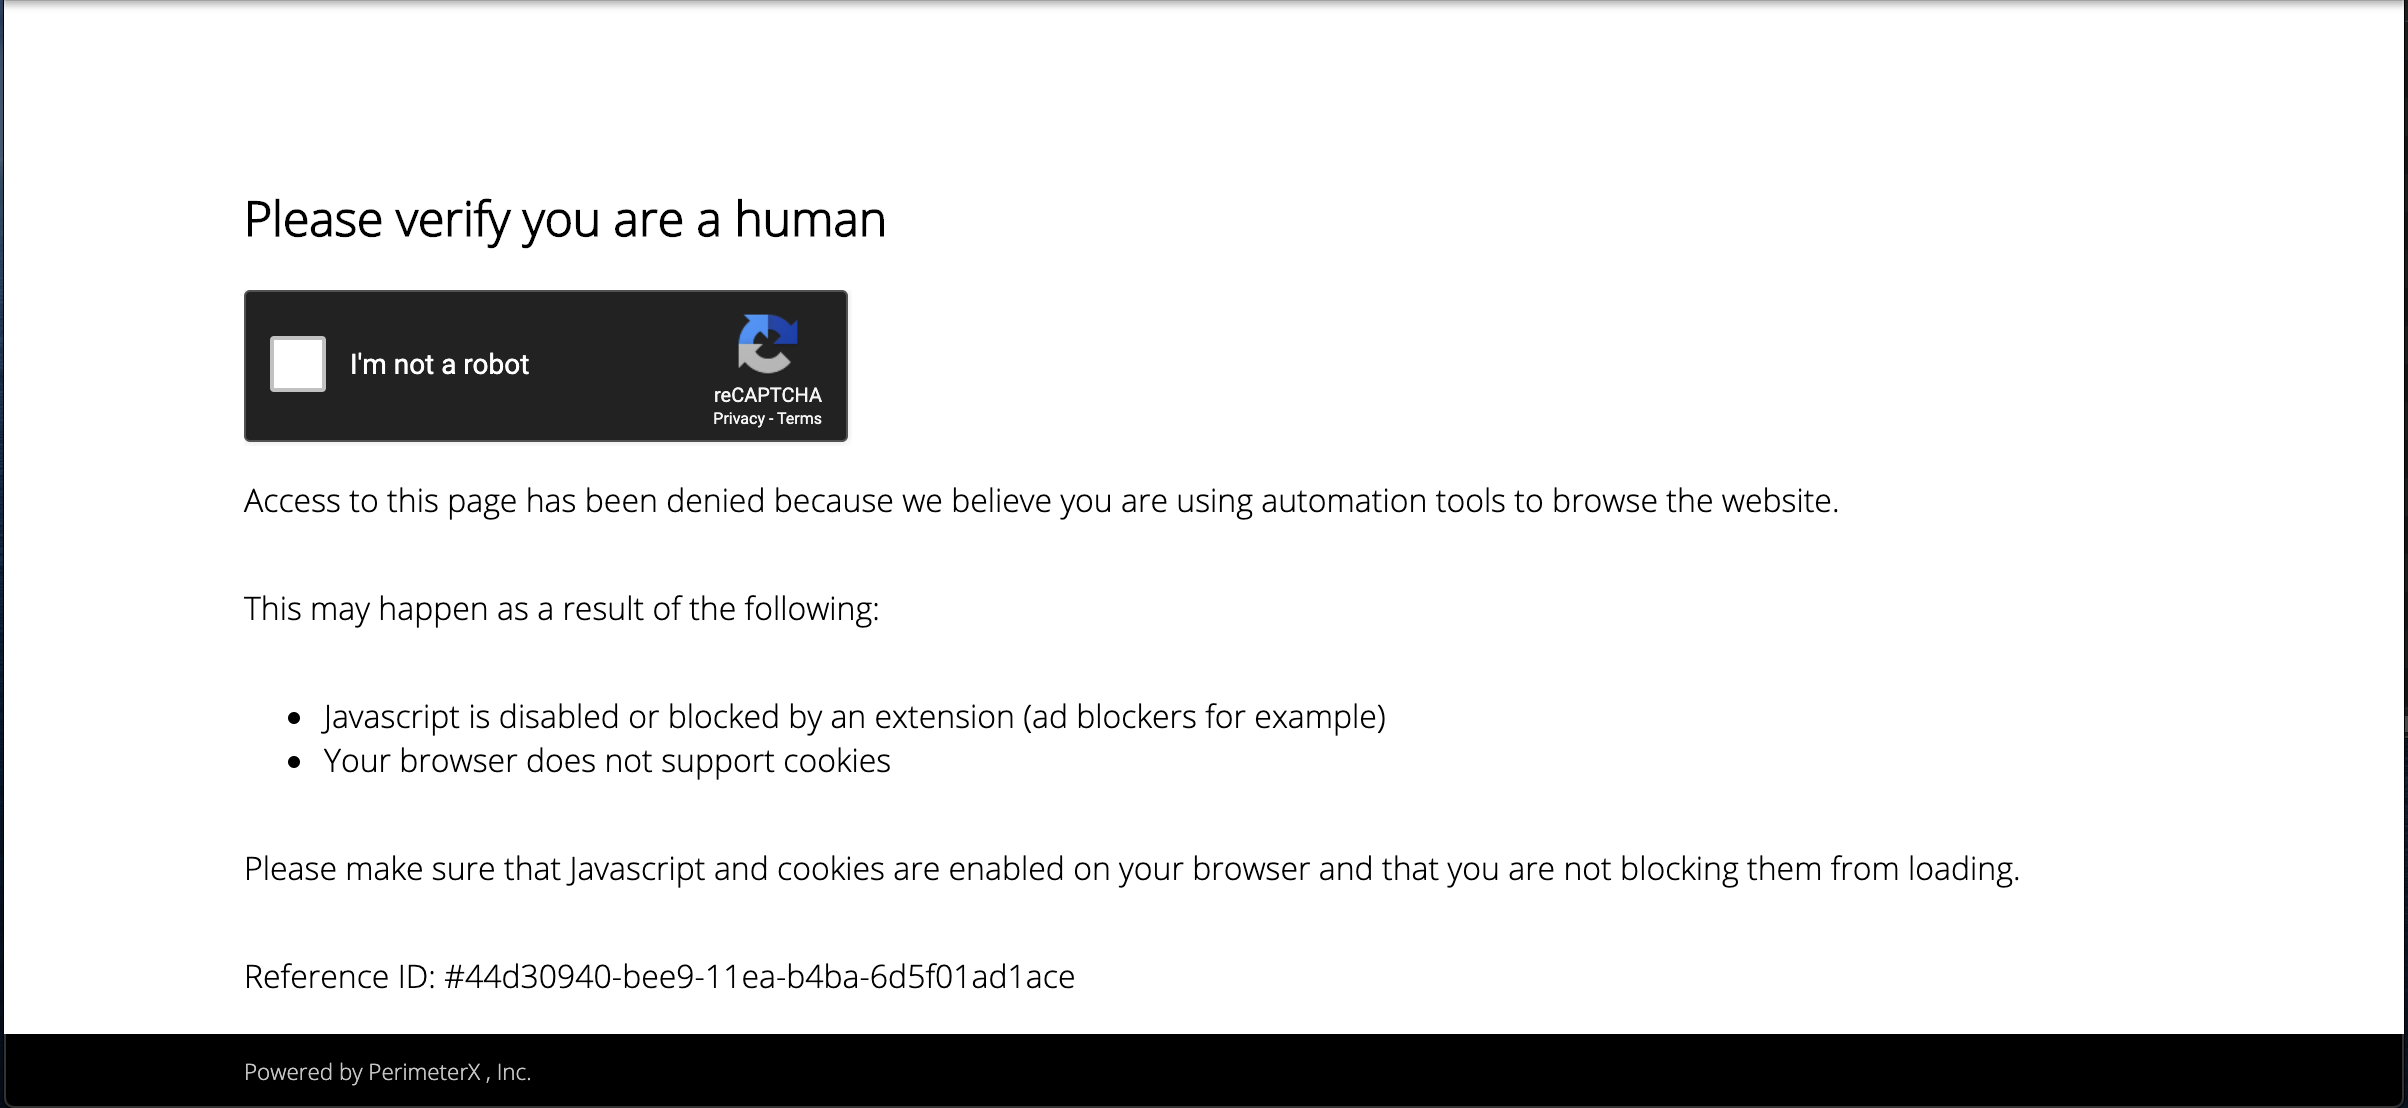 Please verify you are a human
I'm not a robot
reCAPTCHA
Privacy - Terms
Access to this page has been denied because we believe you are using automation tools to browse the website.
This may happen as a result of the following:
• Javascript is disabled or blocked by an extension (ad blockers for example)
• Your browser does not support cookies
Please make sure that Javascript and cookies are enabled on your browser and that you are not blocking them from loading.
Reference ID: #44d30940-bee9-11ea-b4ba-6d5f01ad1ace
Powered by PerimeterX , Inc.